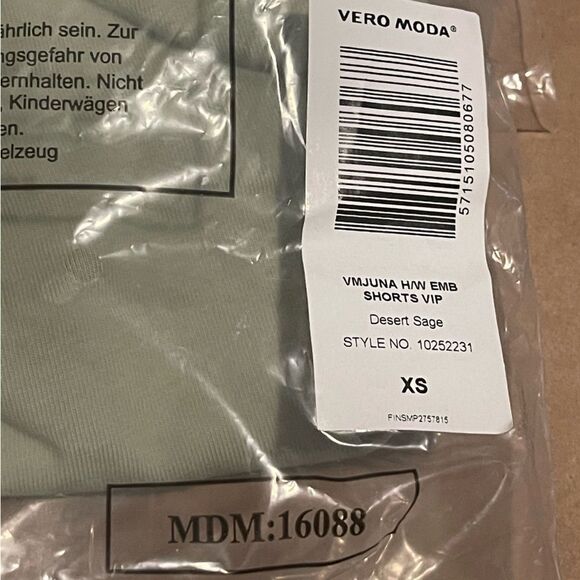 ährlich sein. Zur
ngsgefahr von
ernhalten. Nicht
, Kinderwägen
en.
elzeug
VERO MODA®
5715105080677
VMJUNA H/W EMB
SHORTS VIP
Desert Sage
STYLE NO. 10252231
XS
FINSMP2757815
MDM:16088